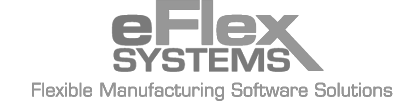 eFlex
SYSTEMS
Flexible Manufacturing Software Solutions